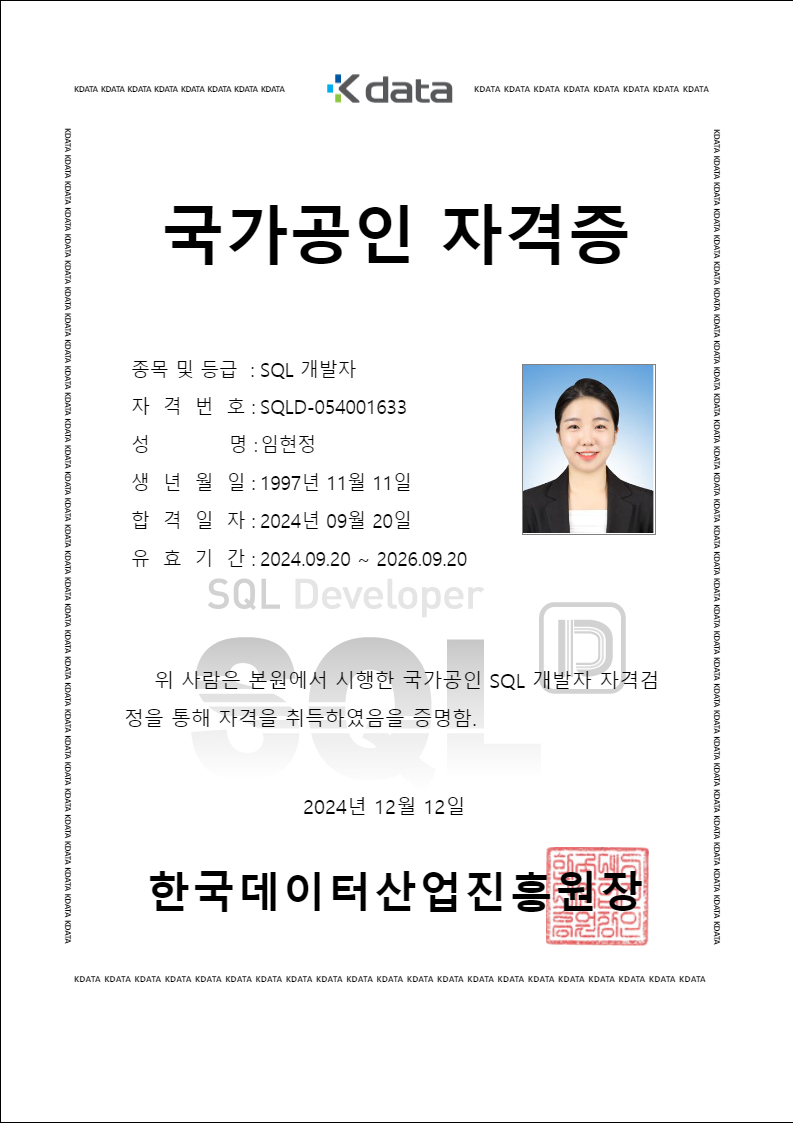 KDATA KDATA KDATA KDATA KDATA KDATA KDATA KDATA
K data
KDATA KDATA KDATA KDATA KDATA KDATA KDATA KDATA
국가공인 자격증
종목 및 등급 : SQL 개발자
자 격 번 호 : SQLD-054001633
성 명 : 임현정
생 년 월 일 : 1997년 11월 11일
합 격 일 자 : 2024년 09월 20일
유 효 기 간 : 2024.09.20 ~ 2026.09.20
SQL Developer
SQL
D
위 사람은 본원에서 시행한 국가공인 SQL 개발자 자격검
정을 통해 자격을 취득하였음을 증명함.
2024년 12월 12일
한국데이터산업진흥원장
KDATA KDATA KDATA KDATA KDATA KDATA KDATA KDATA KDATA KDATA KDATA KDATA KDATA KDATA KDATA KDATA KDATA KDATA KDATA KDATA KDATA